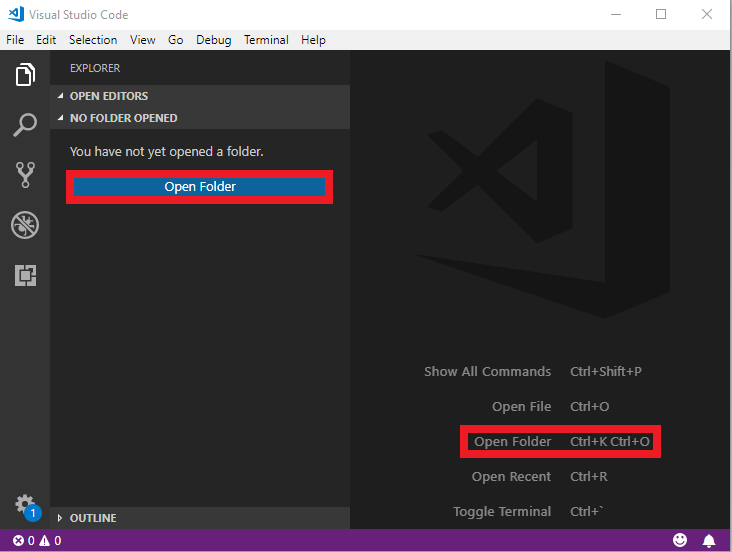 Visual Studio Code
File Edit Selection View Go Debug Terminal Help
EXPLORER
OPEN EDITORS
NO FOLDER OPENED
You have not yet opened a folder.
Open Folder
Show All Commands Ctrl+Shift+P
Open File Ctrl+O
Open Folder Ctrl+K Ctrl+O
Open Recent Ctrl+R
Toggle Terminal Ctrl+`
1
OUTLINE
0 0